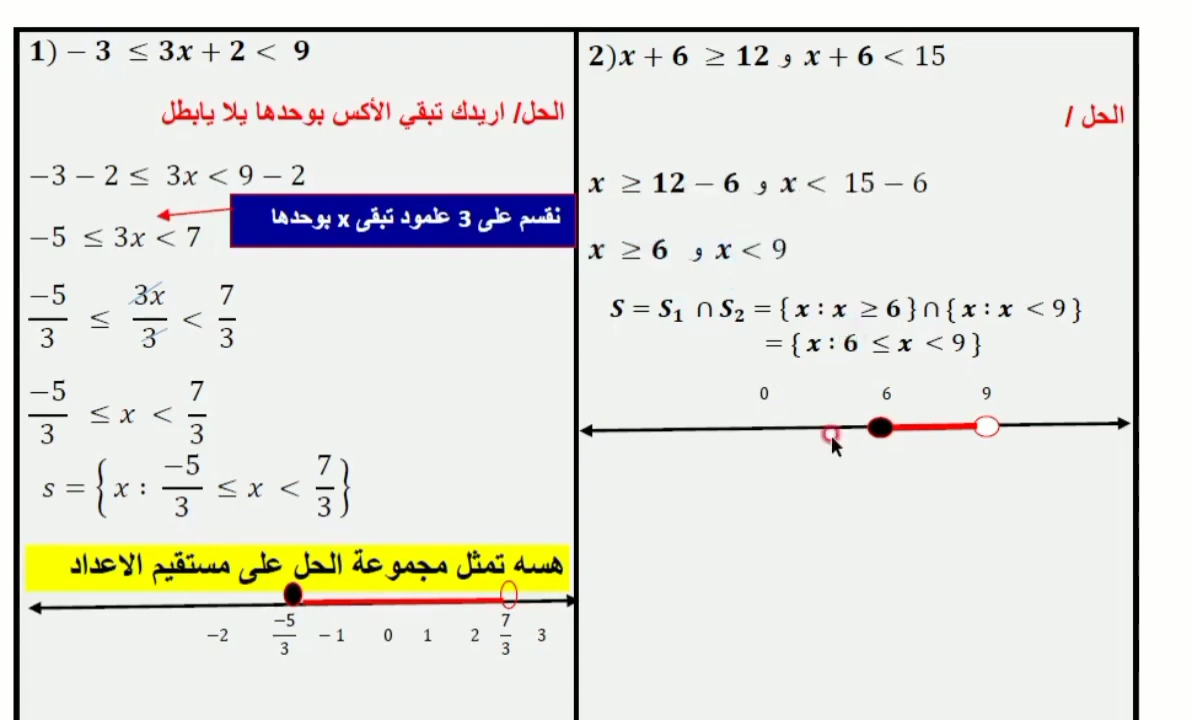 1) − 3 ≤ 3x + 2 < 9
الحل/ اريدك تبقي الأكس بوحدها يلا يابطل
−3 − 2 ≤ 3x < 9 − 2
نقسم على 3 علمود تبقى x بوحدها
−5 ≤ 3x < 7
−5/3 ≤ 3x/3 < 7/3
−5/3 ≤ x < 7/3
s = {x : −5/3 ≤ x < 7/3}
هسه تمثل مجموعة الحل على مستقيم الاعداد
−2 −5/3 −1 0 1 2 7/3 3
2)x + 6 ≥ 12 و x + 6 < 15
الحل /
x ≥ 12 − 6 و x < 15 − 6
x ≥ 6 و x < 9
S = S₁ ∩ S₂ = { x : x ≥ 6 } ∩ { x : x < 9 }
= { x : 6 ≤ x < 9 }
0 6 9